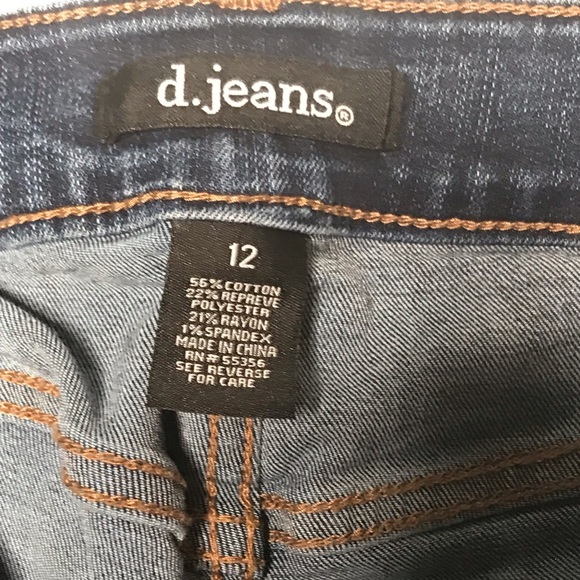 d.jeans®
12
56% COTTON
22% REPREVE
POLYESTER
21% RAYON
1% SPANDEX
MADE IN CHINA
RN# 55356
SEE REVERSE
FOR CARE